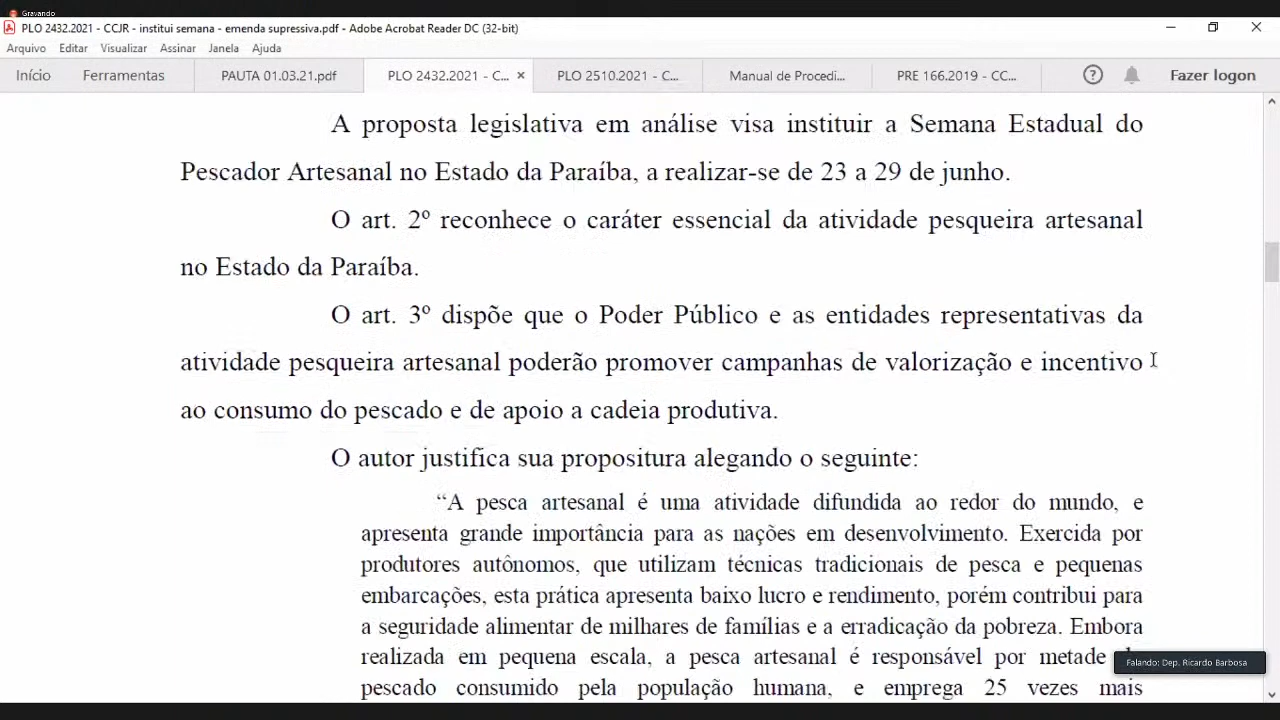 Gravando
PLO 2432.2021 - CCJR - institui semana - emenda supressiva.pdf - Adobe Acrobat Reader DC (32-bit)
Arquivo Editar Visualizar Assinar Janela Ajuda
Início Ferramentas PAUTA 01.03.21.pdf PLO 2432.2021 - C... × PLO 2510.2021 - C... Manual de Procedi... PRE 166.2019 - CC... Fazer logon
A proposta legislativa em análise visa instituir a Semana Estadual do
Pescador Artesanal no Estado da Paraíba, a realizar-se de 23 a 29 de junho.
O art. 2º reconhece o caráter essencial da atividade pesqueira artesanal
no Estado da Paraíba.
O art. 3º dispõe que o Poder Público e as entidades representativas da
atividade pesqueira artesanal poderão promover campanhas de valorização e incentivo
ao consumo do pescado e de apoio a cadeia produtiva.
O autor justifica sua propositura alegando o seguinte:
“A pesca artesanal é uma atividade difundida ao redor do mundo, e
apresenta grande importância para as nações em desenvolvimento. Exercida por
produtores autônomos, que utilizam técnicas tradicionais de pesca e pequenas
embarcações, esta prática apresenta baixo lucro e rendimento, porém contribui para
a seguridade alimentar de milhares de famílias e a erradicação da pobreza. Embora
realizada em pequena escala, a pesca artesanal é responsável por metade
pescado consumido pela população humana, e emprega 25 vezes mais
Falando: Dep. Ricardo Barbosa